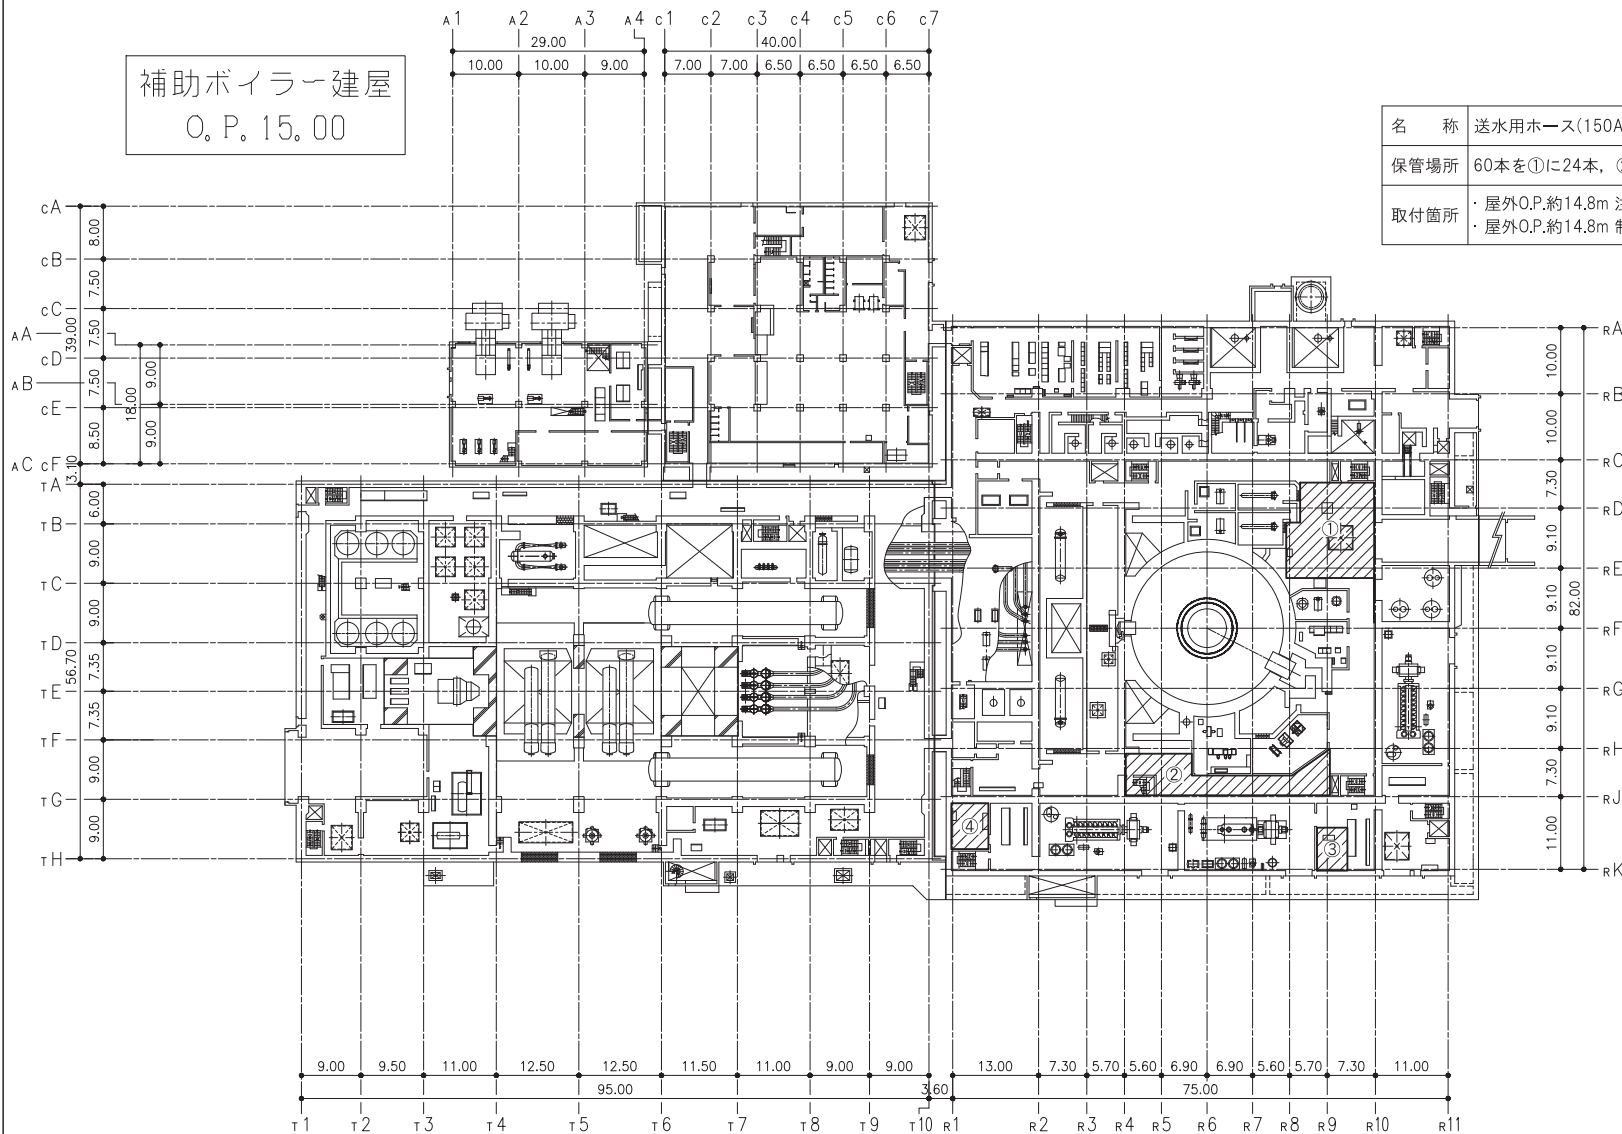 A1 A2 A3 A4 C1 C2 C3 C4 C5 C6 C7
29.00 40.00
10.00 10.00 9.00 7.00 7.00 6.50 6.50 6.50 6.50
補助ボイラー建屋
O.P.15.00
名 称 送水用ホース(150A
保管場所 60本を①に24本，
取付箇所 ・屋外O.P.約14.8m
・屋外O.P.約14.8m
CA
8.00
CB
7.50
CC
AA
39.00
7.50
9.00
CD
AB
18.00
7.50
CE
8.50
9.00
AC CF
3.10
TA
6.00
TB
9.00
TC
9.00
TD
7.35
TE
56.70
7.35
TF
9.00
TG
9.00
TH
RA
10.00
RB
10.00
RC
7.30
RD
9.10
RE
9.10
82.00
RF
9.10
RG
9.10
RH
7.30
RJ
11.00
RK
①
②
④
③
9.00 9.50 11.00 12.50 12.50 11.50 11.00 9.00 9.00 13.00 7.30 5.70 5.60 6.90 6.90 5.60 5.70 7.30 11.00
95.00 3.60 75.00
T1 T2 T3 T4 T5 T6 T7 T8 T9 T10 R1 R2 R3 R4 R5 R6 R7 R8 R9 R10 R11